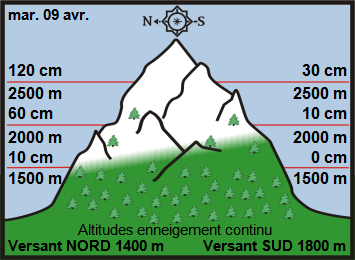 mar. 09 avr.
N S
120 cm 30 cm
2500 m 2500 m
60 cm 10 cm
2000 m 2000 m
10 cm 0 cm
1500 m 1500 m
Altitudes enneigement continu
Versant NORD 1400 m Versant SUD 1800 m